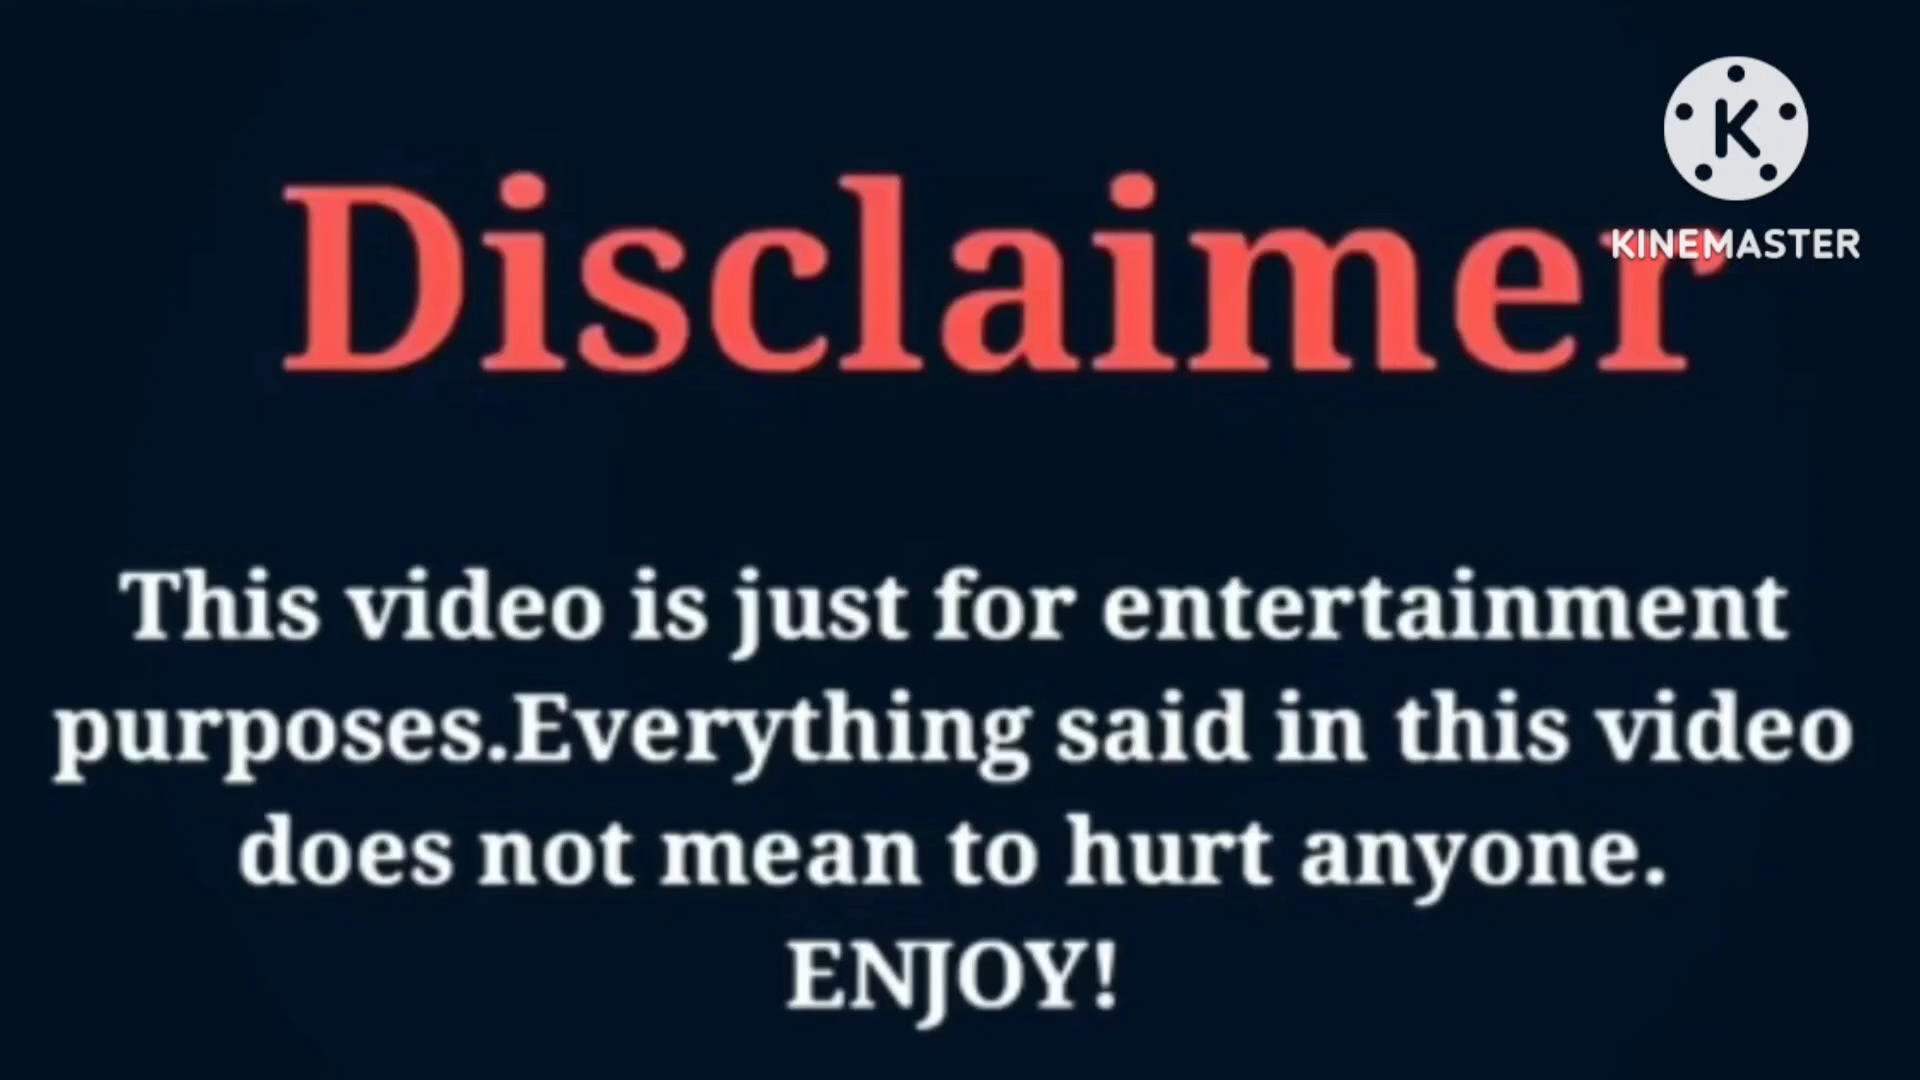 K
KINEMASTER
Disclaimer
This video is just for entertainment
purposes.Everything said in this video
does not mean to hurt anyone.
ENJOY!